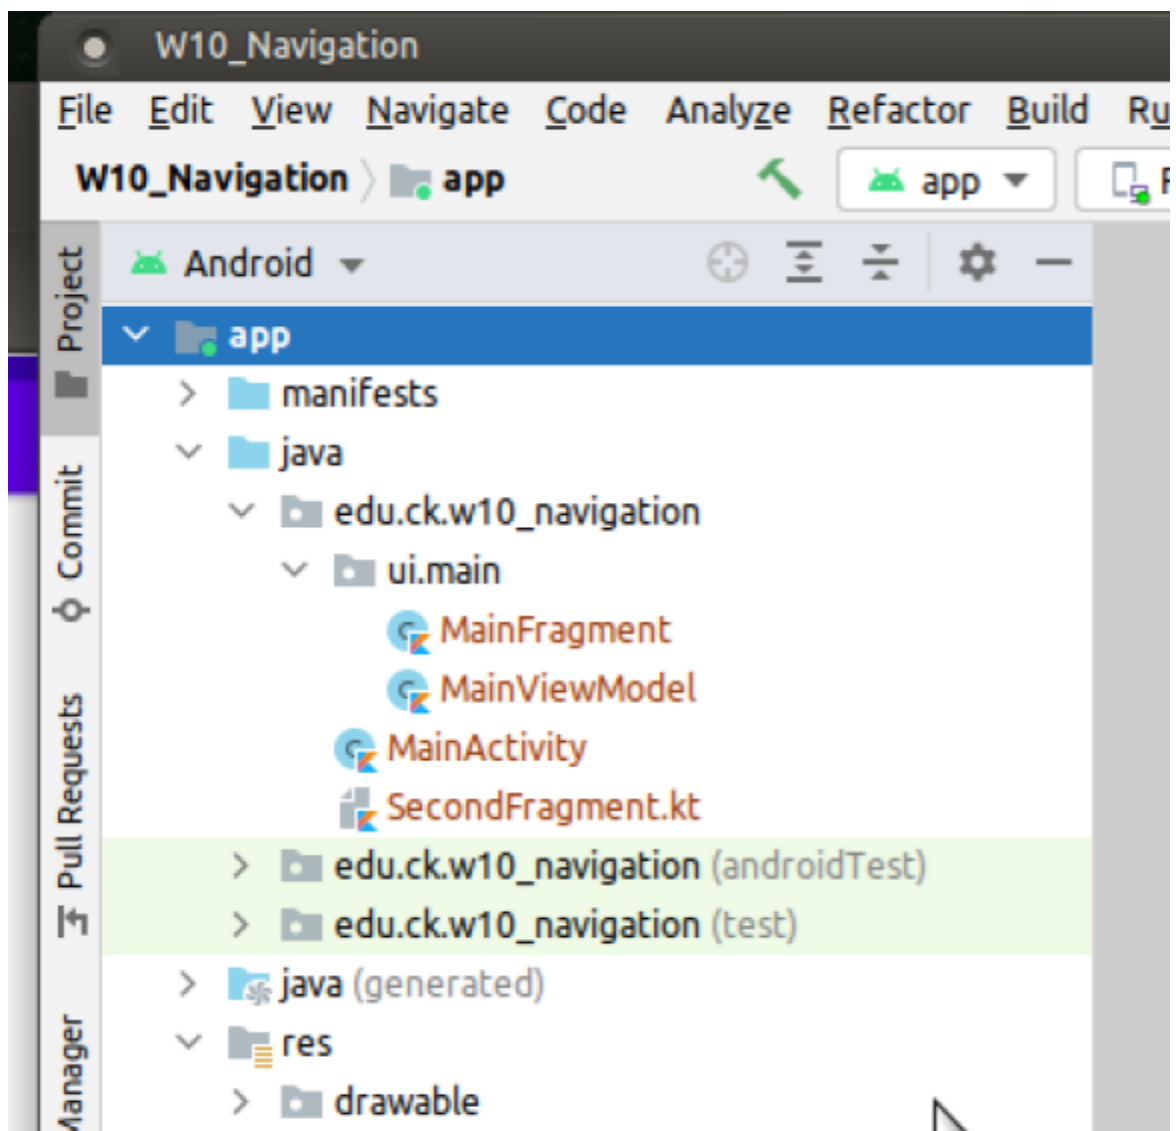 W10_Navigation
File Edit View Navigate Code Analyze Refactor Build Ru
W10_Navigation app app
Project
Commit
Pull Requests
Manager
Android
app
manifests
java
edu.ck.w10_navigation
ui.main
MainFragment
MainViewModel
MainActivity
SecondFragment.kt
edu.ck.w10_navigation (androidTest)
edu.ck.w10_navigation (test)
java (generated)
res
drawable